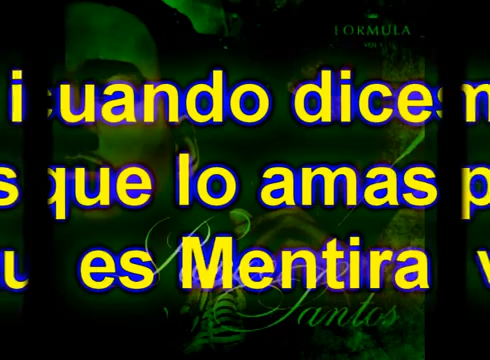 FORMULA
i cuando dices m
s que lo amas p
u es Mentira v
Santos